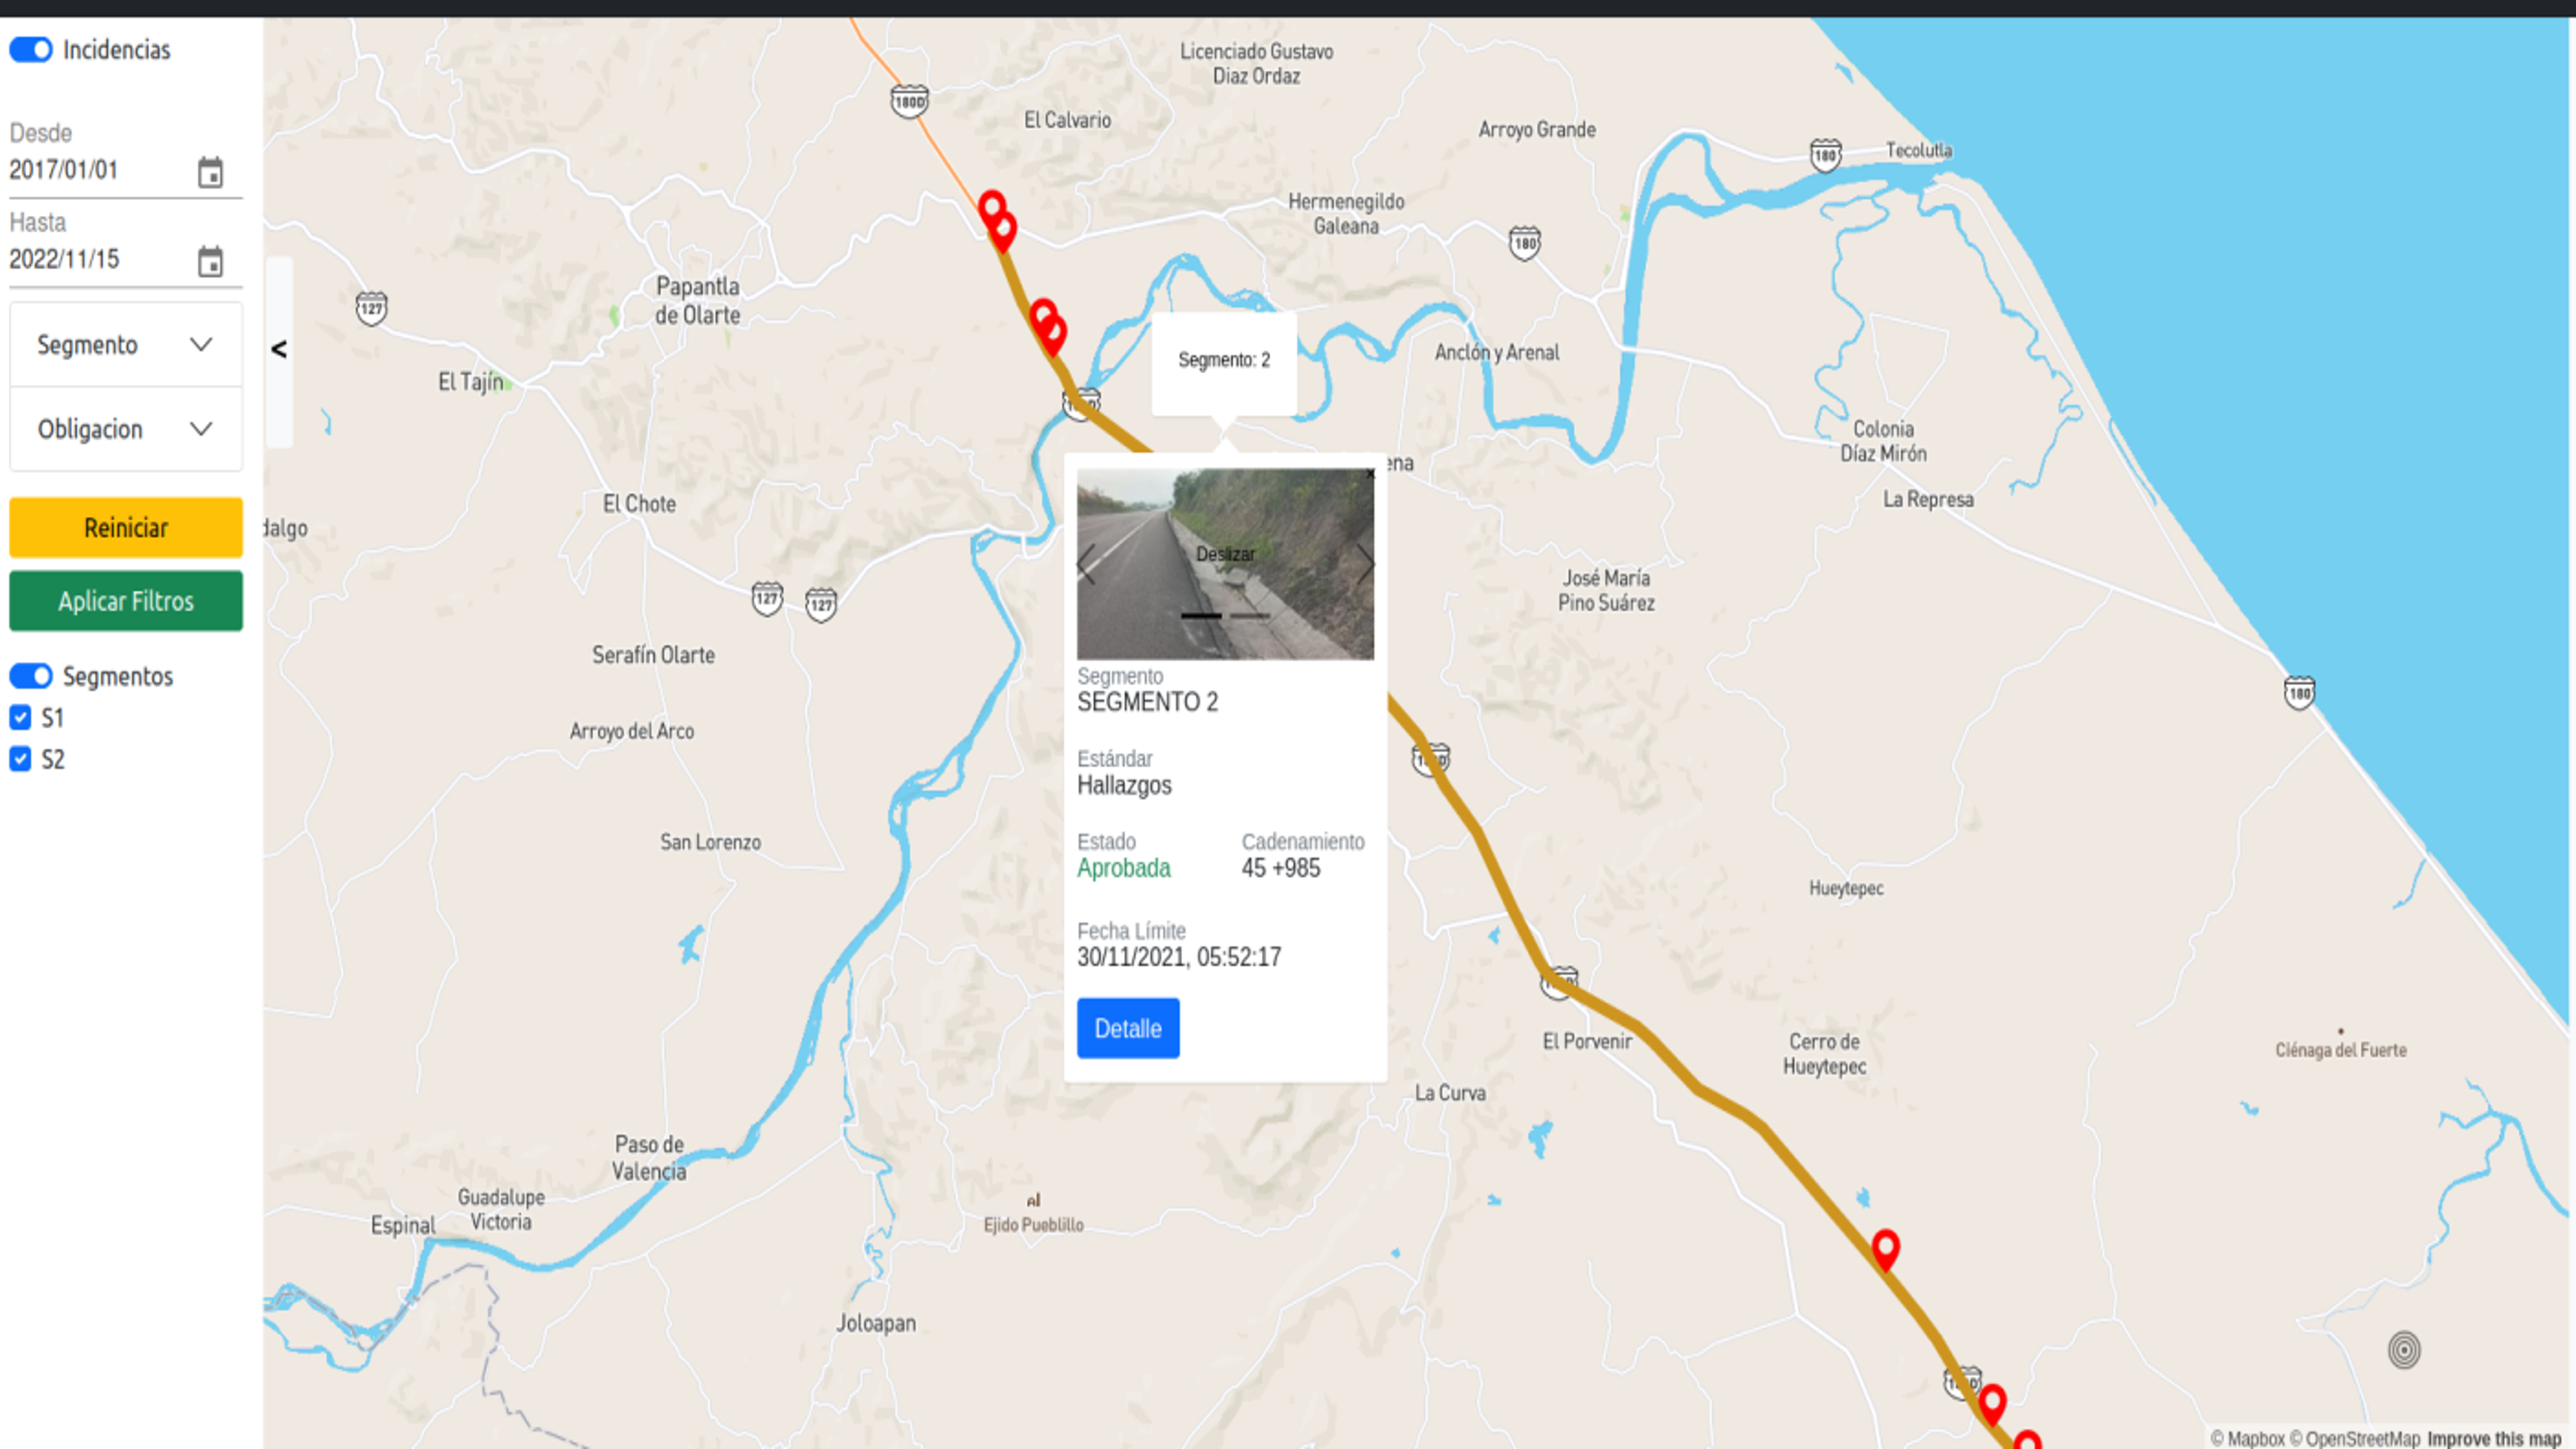 Incidencias
Desde
2017/01/01
Hasta
2022/11/15
Segmento
Obligacion
Reiniciar
Aplicar Filtros
Segmentos
S1
S2
<
Licenciado Gustavo
Diaz Ordaz
180D
El Calvario
Arroyo Grande
180
Tecolutla
Hermenegildo
Galeana
180
Papantla
de Olarte
127
Segmento: 2
Anclón y Arenal
El Tajín
Colonia
Díaz Mirón
ena
El Chote
La Represa
dalgo
x
Deslizar
José María
Pino Suárez
127
127
Serafín Olarte
Segmento
SEGMENTO 2
180
Arroyo del Arco
Estándar
Hallazgos
San Lorenzo
Estado
Cadenamiento
Aprobada
45 +985
Hueytepec
Fecha Límite
30/11/2021, 05:52:17
Detalle
El Porvenir
Cerro de
Hueytepec
Ciénaga del Fuerte
La Curva
Paso de
Valencia
Guadalupe
Victoria
Espinal
Ejido Pueblillo
Joloapan
© Mapbox © OpenStreetMap Improve this map